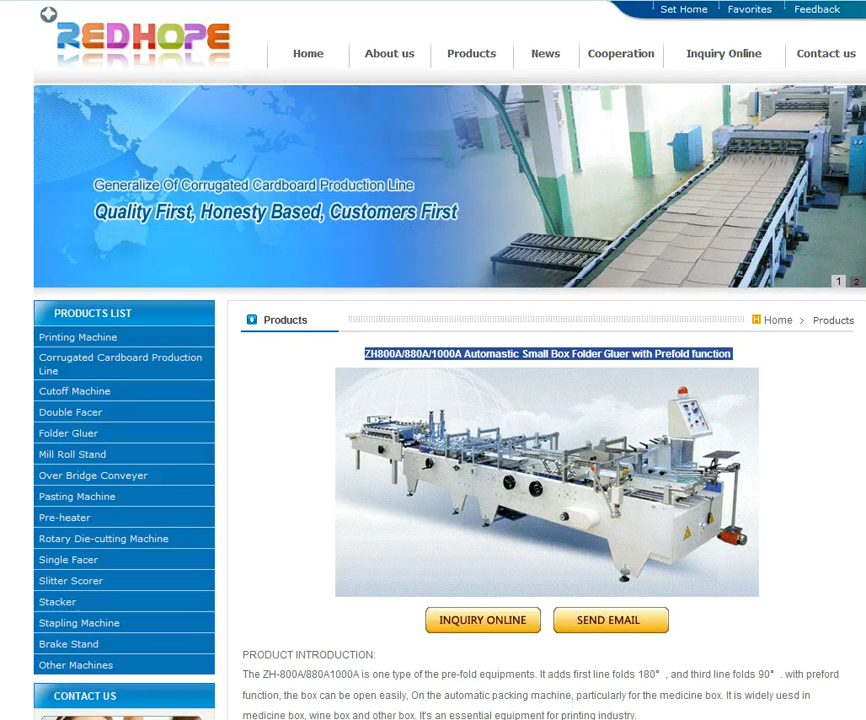 Set Home
Favorites
Feedback
REDHOPE
Home
About us
Products
News
Cooperation
Inquiry Online
Contact us
Generalize Of Corrugated Cardboard Production Line
Quality First, Honesty Based, Customers First
1
2
PRODUCTS LIST
Printing Machine
Corrugated Cardboard Production
Line
Cutoff Machine
Double Facer
Folder Gluer
Mill Roll Stand
Over Bridge Conveyer
Pasting Machine
Pre-heater
Rotary Die-cutting Machine
Single Facer
Slitter Scorer
Stacker
Stapling Machine
Brake Stand
Other Machines
CONTACT US
Products
H Home > Products
ZH800A/880A/1000A Automastic Small Box Folder Gluer with Prefold function
INQUIRY ONLINE
SEND EMAIL
PRODUCT INTRODUCTION:
The ZH-800A/880A1000A is one type of the pre-fold equipments. It adds first line folds 180° , and third line folds 90° . with preford
function, the box can be open easily, On the automatic packing machine, particularly for the medicine box. It is widely uesd in
medicine box, wine box and other box. It's an essential equipment for printing industry.